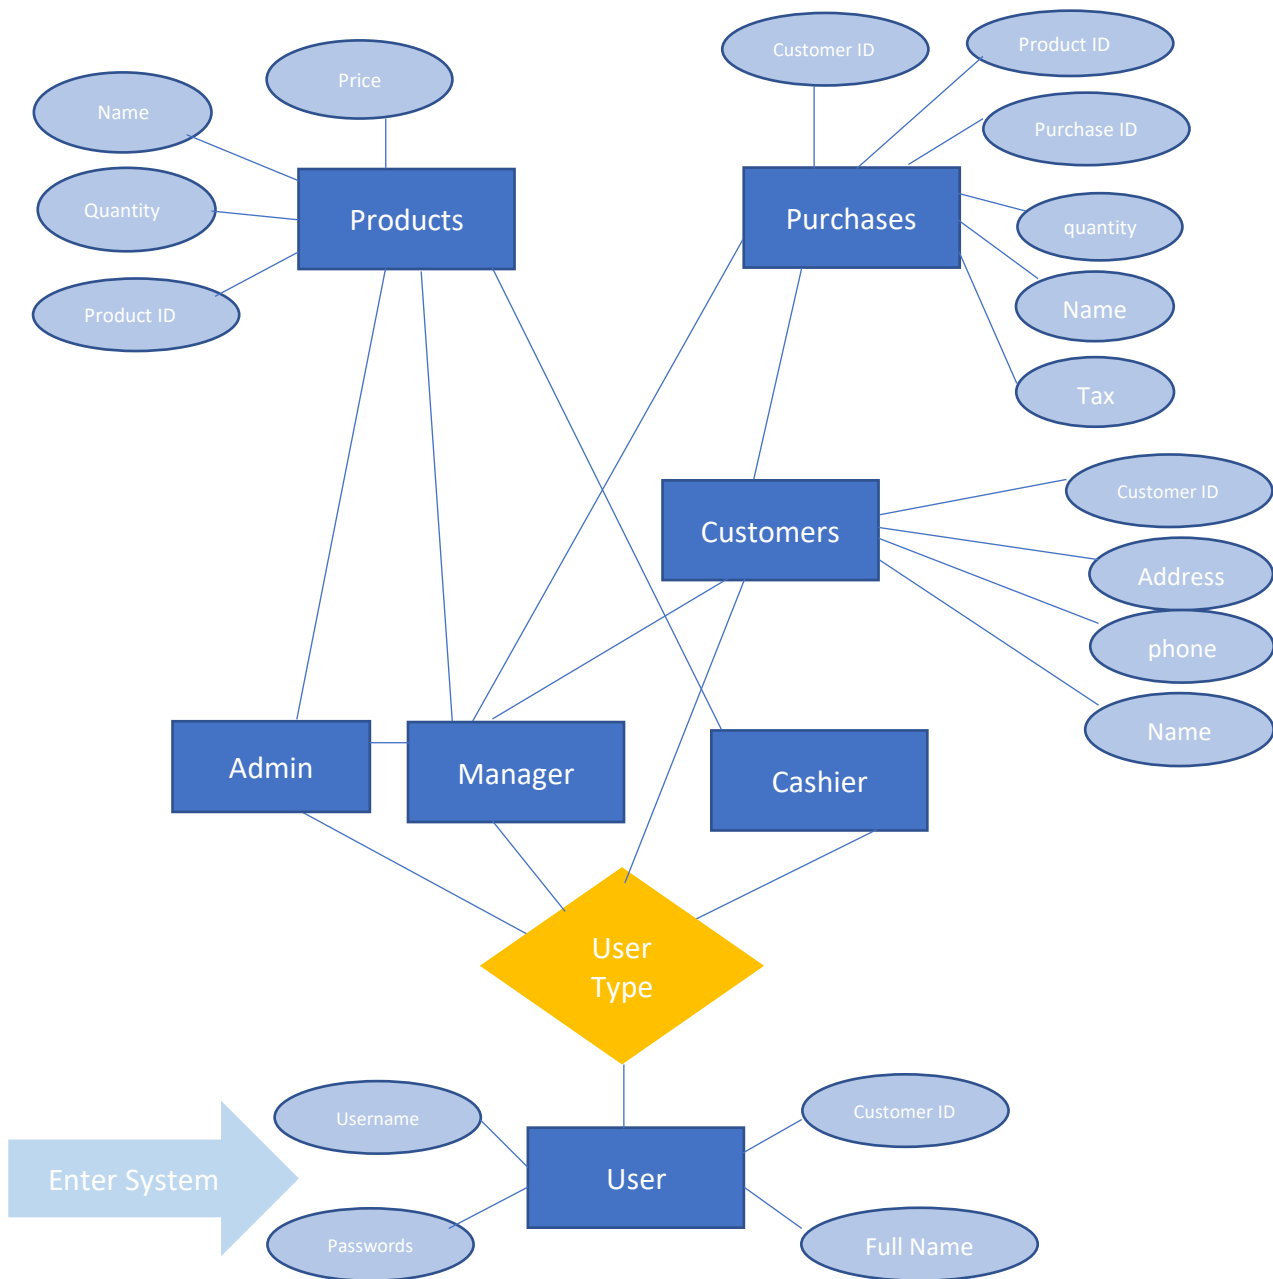 Customer ID
Product ID
Price
Name
Purchase ID
Quantity
Products
Purchases
quantity
Product ID
Name
Tax
Customer ID
Customers
Address
phone
Name
Admin
Manager
Cashier
User
Type
Username
Customer ID
Enter System
User
Passwords
Full Name